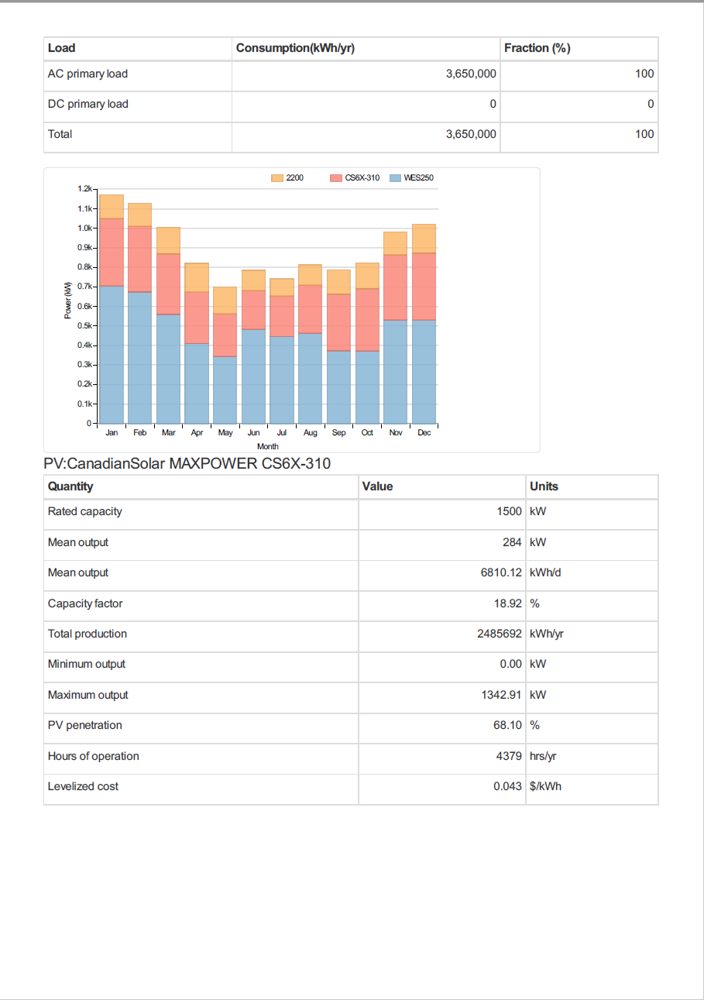 Load Consumption(kWh/yr) Fraction (%)
AC primary load 3,650,000 100
DC primary load 0 0
Total 3,650,000 100
2200 CS6X-310 WES250
1.2k
1.1k
1.0k
0.9k
0.8k
0.7k
0.6k
0.5k
0.4k
0.3k
0.2k
0.1k
0
Power (kW)
Jan Feb Mar Apr May Jun Jul Aug Sep Oct Nov Dec
Month
PV:CanadianSolar MAXPOWER CS6X-310
Quantity Value Units
Rated capacity 1500 kW
Mean output 284 kW
Mean output 6810.12 kWh/d
Capacity factor 18.92 %
Total production 2485692 kWh/yr
Minimum output 0.00 kW
Maximum output 1342.91 kW
PV penetration 68.10 %
Hours of operation 4379 hrs/yr
Levelized cost 0.043 $/kWh